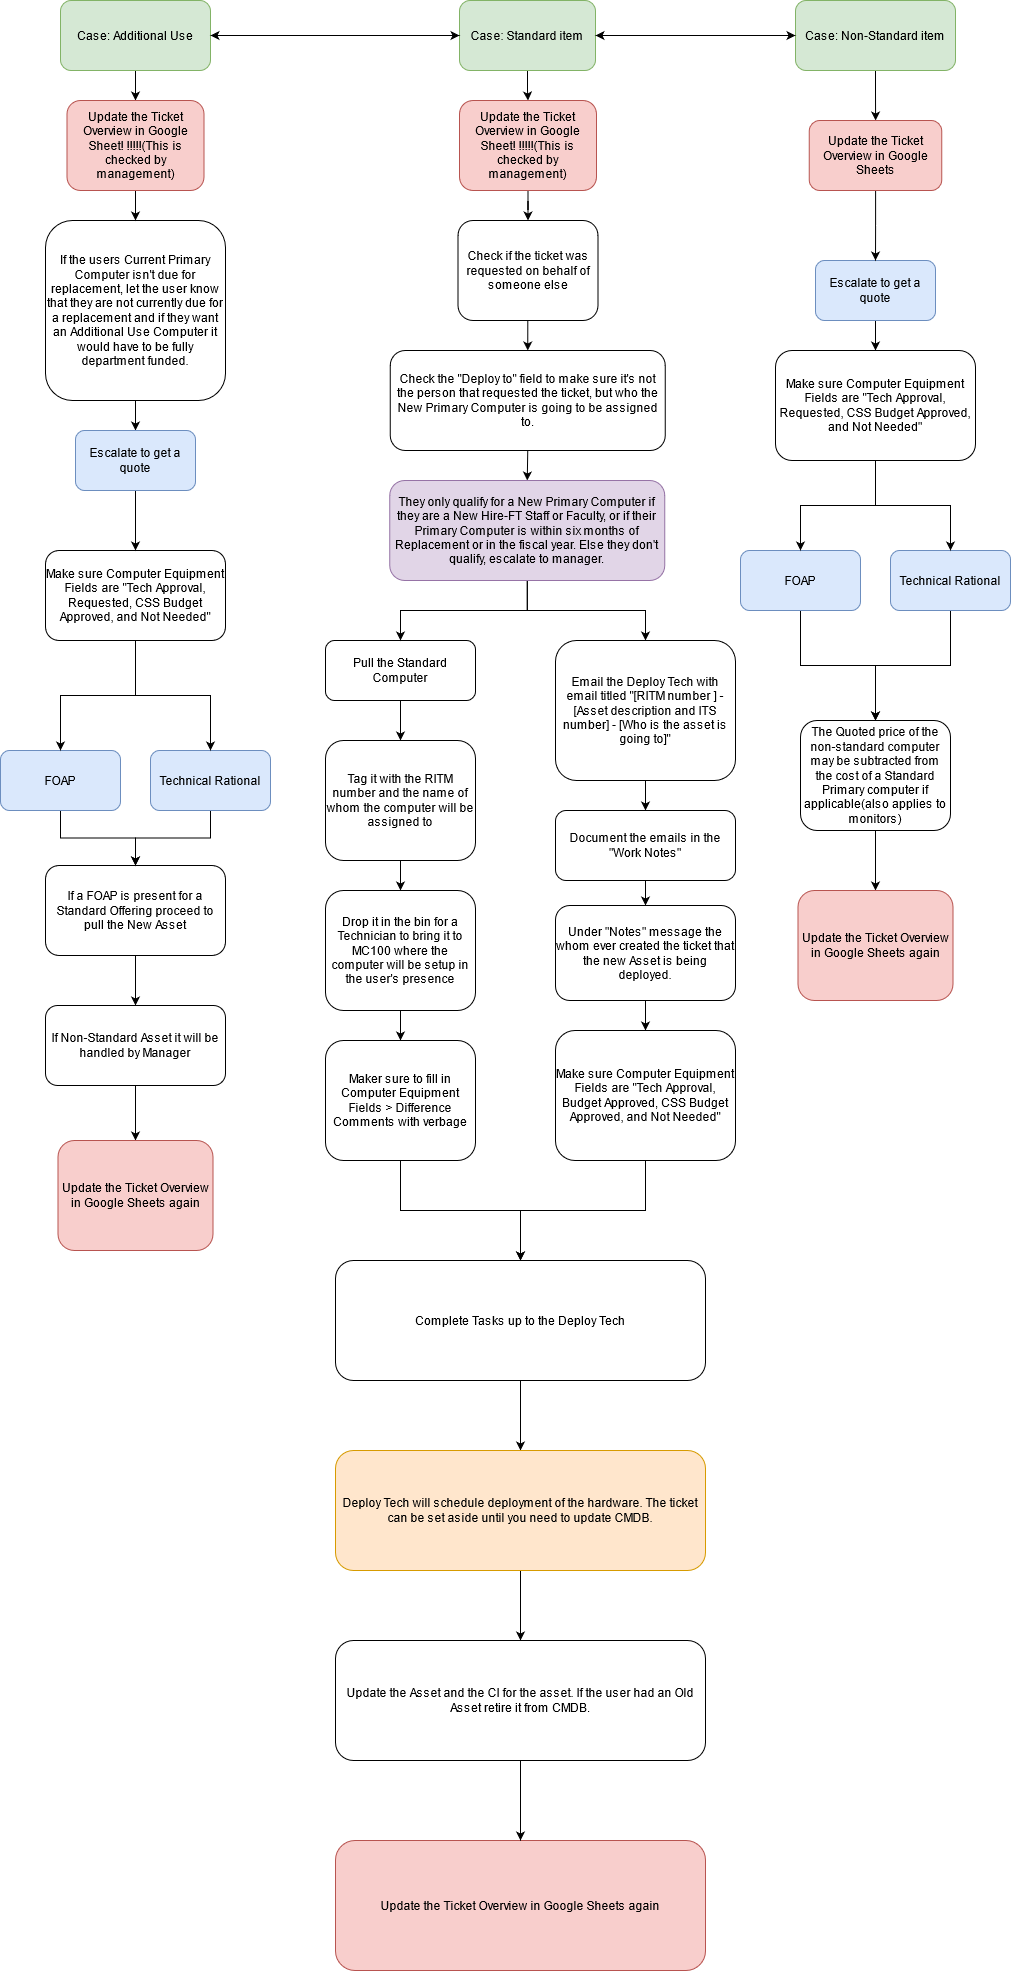 Case: Additional Use
Case: Standard item
Case: Non-Standard item
Update the Ticket
Overview in Google
Sheet! !!!!!(This is
checked by
management)
If the users Current Primary
Computer isn't due for
replacement, let the user know
that they are not currently due for
a replacement and if they want
an Additional Use Computer it
would have to be fully
department funded.
Escalate to get a
quote
Make sure Computer Equipment
Fields are "Tech Approval,
Requested, CSS Budget
Approved, and Not Needed"
FOAP
Technical Rational
If a FOAP is present for a
Standard Offering proceed to
pull the New Asset
If Non-Standard Asset it will be
handled by Manager
Update the Ticket Overview
in Google Sheets again
Update the Ticket
Overview in Google
Sheet! !!!!!(This is
checked by
management)
Check if the ticket was
requested on behalf of
someone else
Check the "Deploy to" field to make sure it's not
the person that requested the ticket, but who the
New Primary Computer is going to be assigned
to.
They only qualify for a New Primary Computer if
they are a New Hire-FT Staff or Faculty, or if their
Primary Computer is within six months of
Replacement or in the fiscal year. Else they don't
qualify, escalate to manager.
Pull the Standard
Computer
Tag it with the RITM
number and the name of
whom the computer will be
assigned to
Drop it in the bin for a
Technician to bring it to
MC100 where the
computer will be setup in
the user's presence
Maker sure to fill in
Computer Equipment
Fields > Difference
Comments with verbage
Email the Deploy Tech with
email titled "[RITM number ] -
[Asset description and ITS
number] - [Who is the asset is
going to]"
Document the emails in the
"Work Notes"
Under "Notes" message the
whom ever created the ticket that
the new Asset is being
deployed.
Make sure Computer Equipment
Fields are "Tech Approval,
Budget Approved, CSS Budget
Approved, and Not Needed"
Complete Tasks up to the Deploy Tech
Deploy Tech will schedule deployment of the hardware. The ticket
can be set aside until you need to update CMDB.
Update the Asset and the CI for the asset. If the user had an Old
Asset retire it from CMDB.
Update the Ticket Overview in Google Sheets again
Update the Ticket
Overview in Google
Sheets
Escalate to get a
quote
Make sure Computer Equipment
Fields are "Tech Approval,
Requested, CSS Budget Approved,
and Not Needed"
FOAP
Technical Rational
The Quoted price of the
non-standard computer
may be subtracted from
the cost of a Standard
Primary computer if
applicable(also applies to
monitors)
Update the Ticket Overview
in Google Sheets again